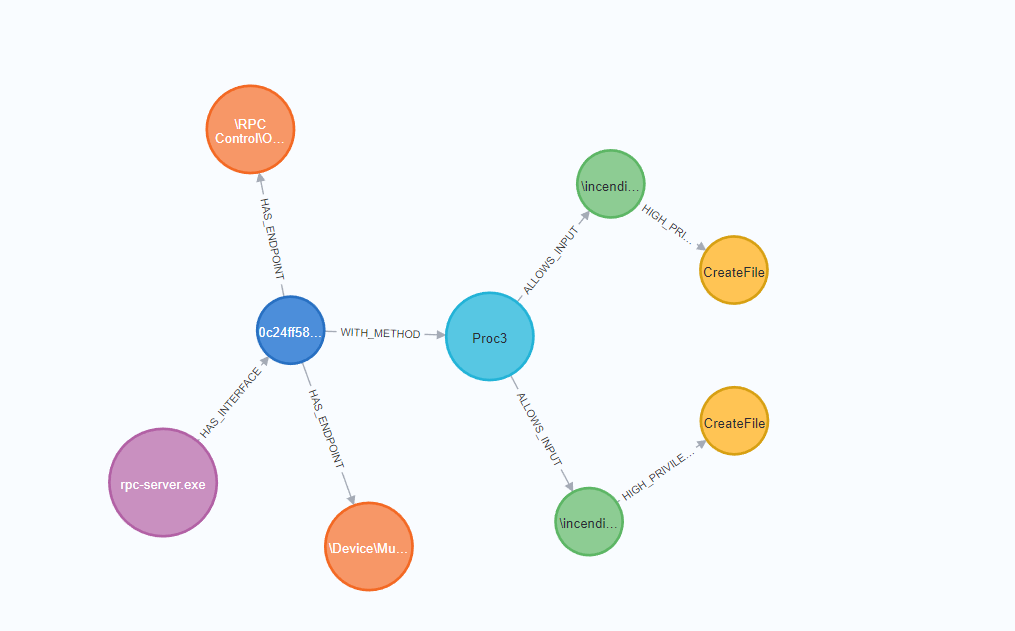 \RPC
Control\O...
HAS_ENDPOINT
\incendi...
ALLOWS_INPUT
HIGH_PRI...
CreateFile
0c24ff58...
WITH_METHOD
Proc3
HAS_INTERFACE
HAS_ENDPOINT
ALLOWS_INPUT
CreateFile
rpc-server.exe
HIGH_PRIVILE...
\Device\Mu...
\incendi...